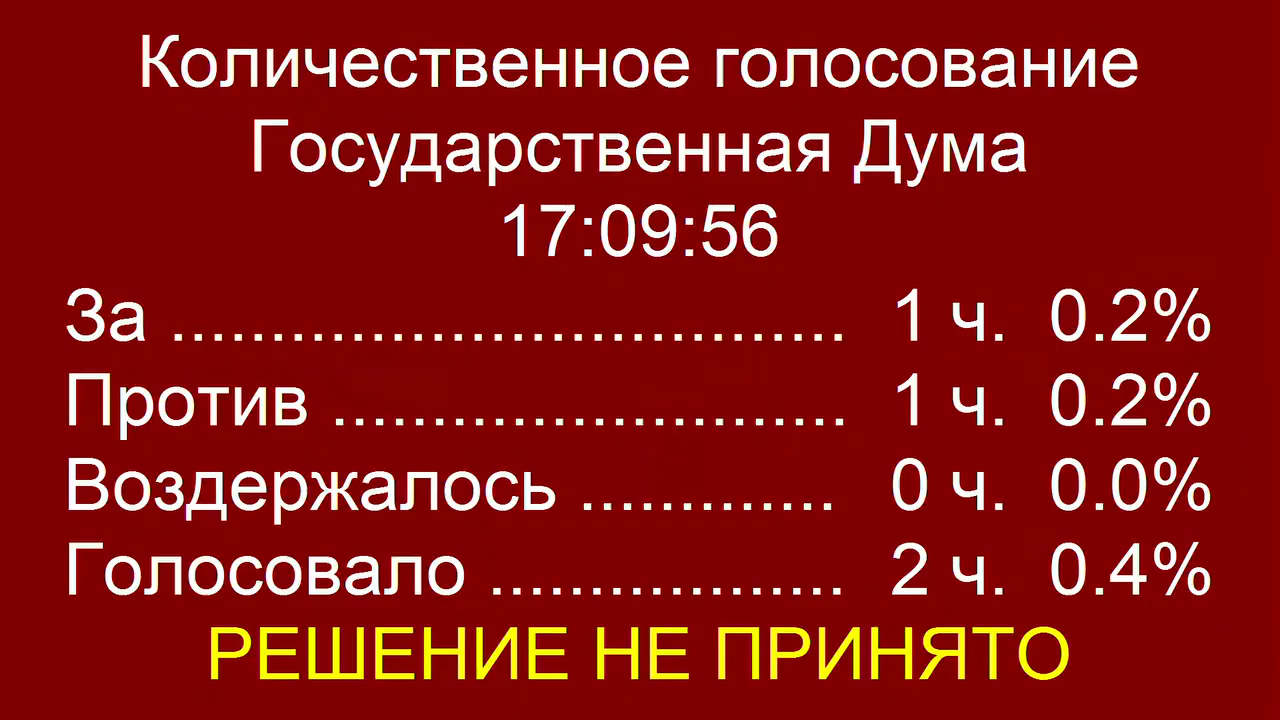 Количественное голосование
Государственная Дума
17:09:56
За .................................. 1 ч. 0.2%
Против .......................... 1 ч. 0.2%
Воздержалось ............. 0 ч. 0.0%
Голосовало .................. 2 ч. 0.4%
РЕШЕНИЕ НЕ ПРИНЯТО